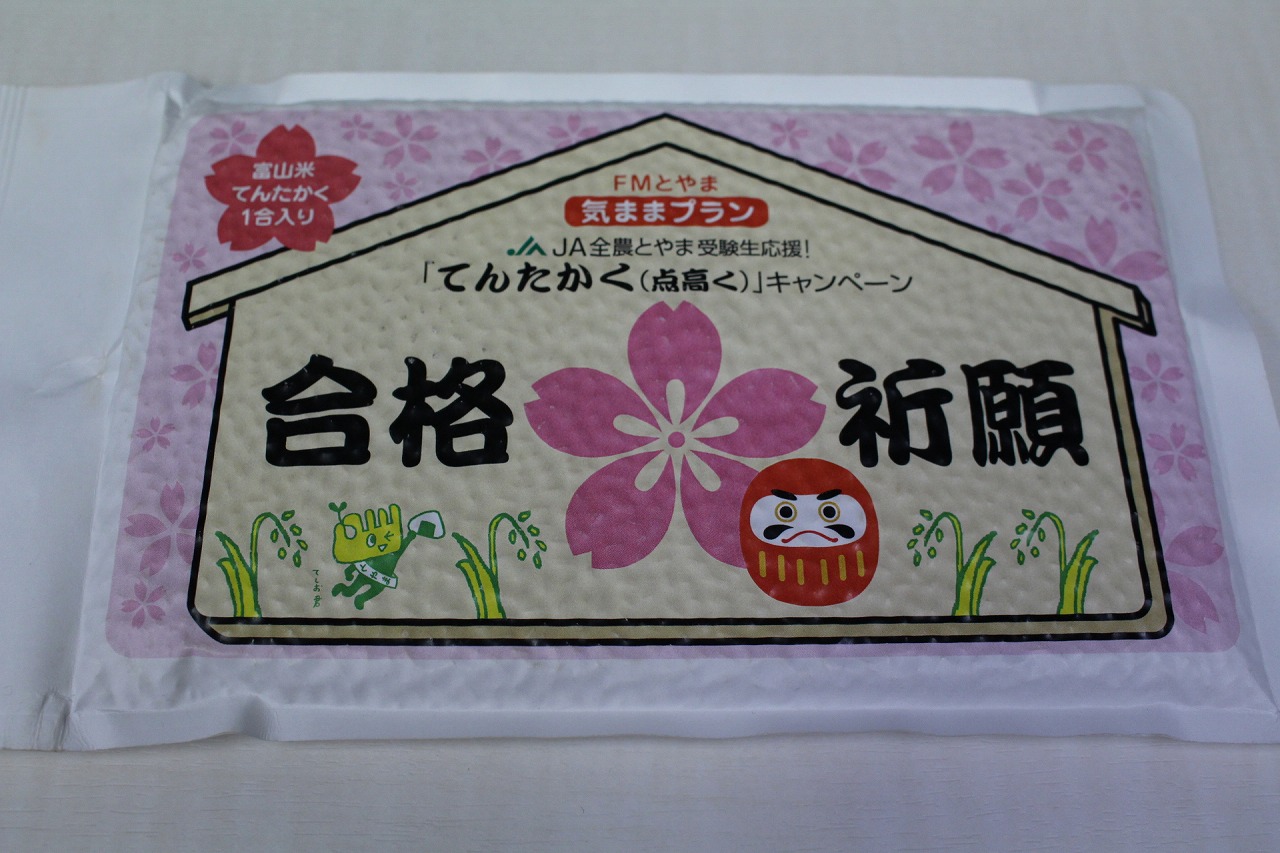 富山米
てんたかく
1合入り
FMとやま
気ままプラン
JA JA全農とやま 受験生応援!
「てんたかく(点高く)」キャンペーン
合格 祈願